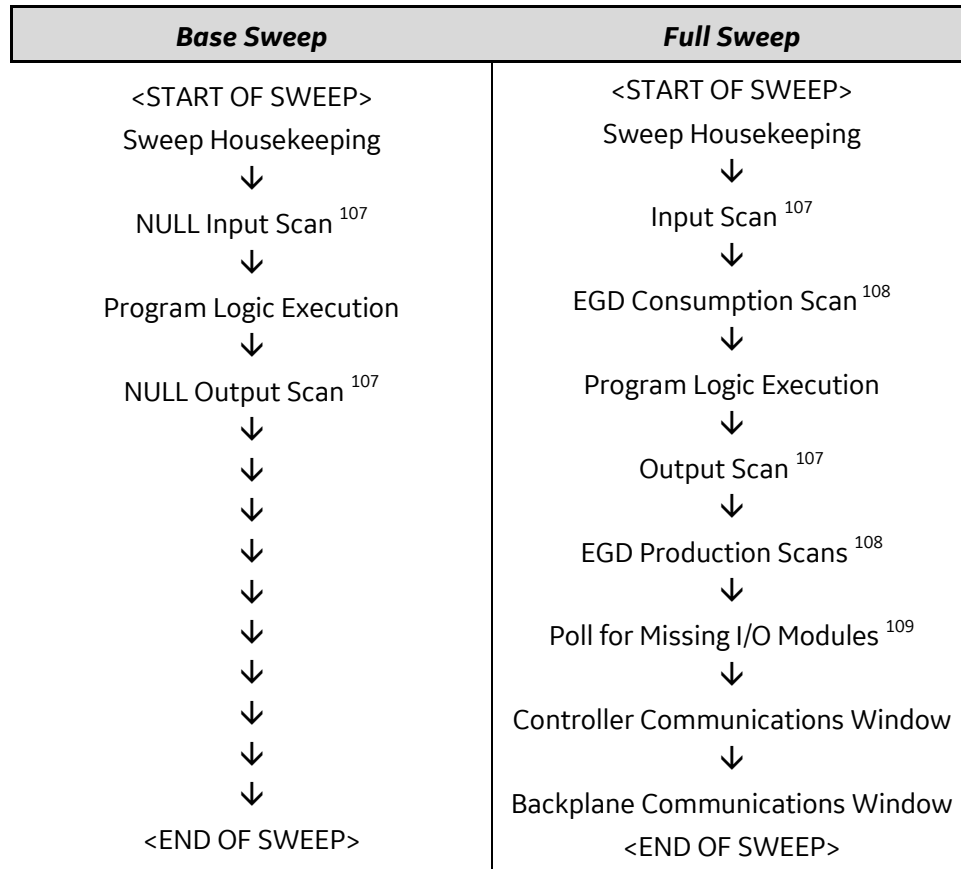 Base Sweep
<START OF SWEEP>
Sweep Housekeeping
↓
NULL Input Scan 107
↓
Program Logic Execution
↓
NULL Output Scan 107
↓
↓
↓
↓
↓
↓
↓
↓
↓
↓
<END OF SWEEP>
Full Sweep
<START OF SWEEP>
Sweep Housekeeping
↓
Input Scan 107
↓
EGD Consumption Scan 108
↓
Program Logic Execution
↓
Output Scan 107
↓
EGD Production Scans 108
↓
Poll for Missing I/O Modules 109
↓
Controller Communications Window
↓
Backplane Communications Window
<END OF SWEEP>